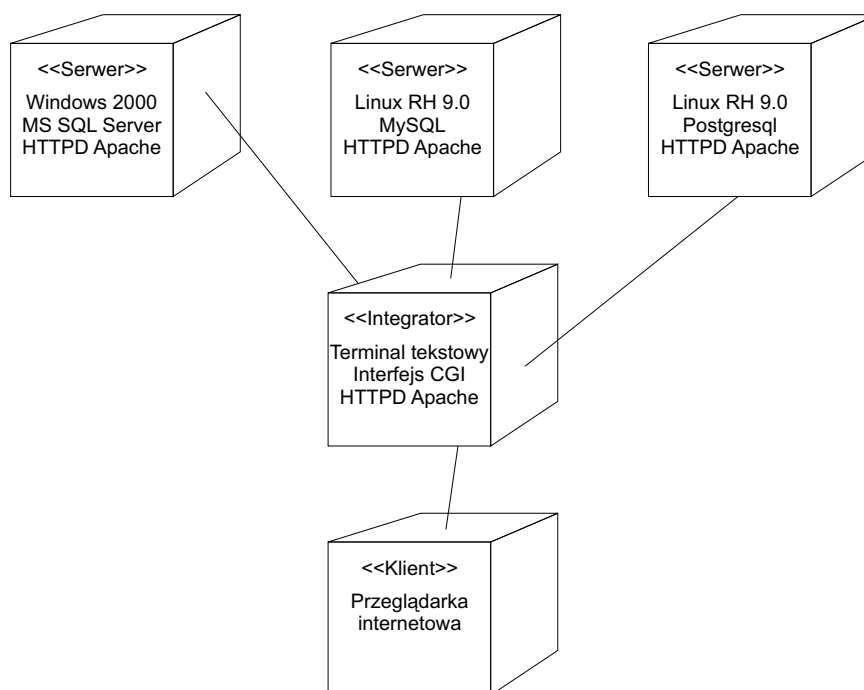 <<Serwer>>
Windows 2000
MS SQL Server
HTTPD Apache
<<Serwer>>
Linux RH 9.0
MySQL
HTTPD Apache
<<Serwer>>
Linux RH 9.0
Postgresql
HTTPD Apache
<<Integrator>>
Terminal tekstowy
Interfejs CGI
HTTPD Apache
<<Klient>>
Przeglądarka
internetowa